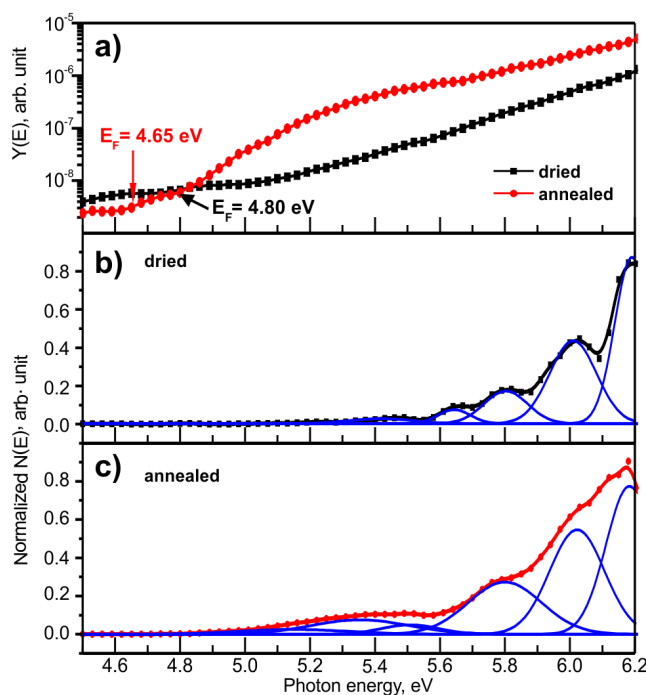 a)
Y(E), arb. unit
10⁻⁵
10⁻⁶
10⁻⁷
10⁻⁸
E_F= 4.65 eV
E_F= 4.80 eV
dried
annealed
b)
dried
0.8
0.6
0.4
0.2
0.0
Normalized N(E), arb. unit
c)
annealed
0.8
0.6
0.4
0.2
0.0
4.6 4.8 5.0 5.2 5.4 5.6 5.8 6.0 6.2
Photon energy, eV